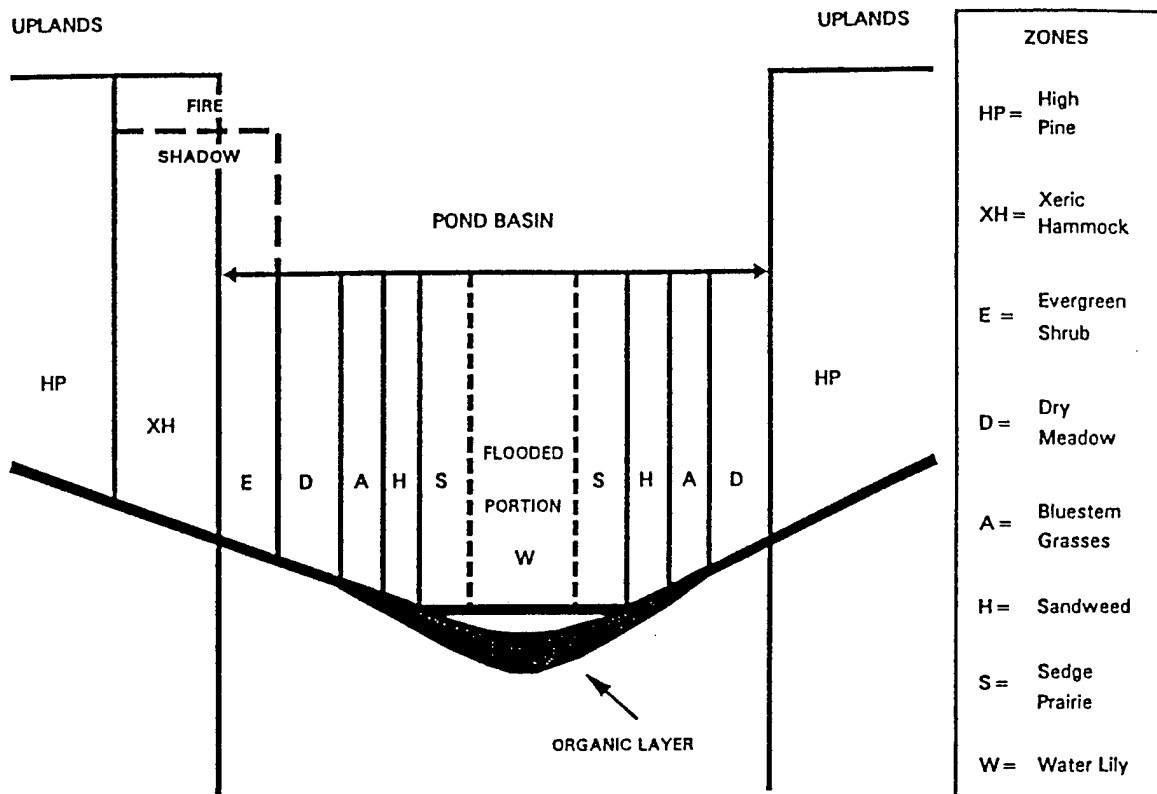 UPLANDS
UPLANDS
FIRE
SHADOW
POND BASIN
HP
XH
E
D
A
H
S
FLOODED
PORTION
W
S
H
A
D
HP
ORGANIC LAYER
ZONES
HP = High
Pine
XH = Xeric
Hammock
E = Evergreen
Shrub
D = Dry
Meadow
A = Bluestem
Grasses
H = Sandweed
S = Sedge
Prairie
W = Water Lily